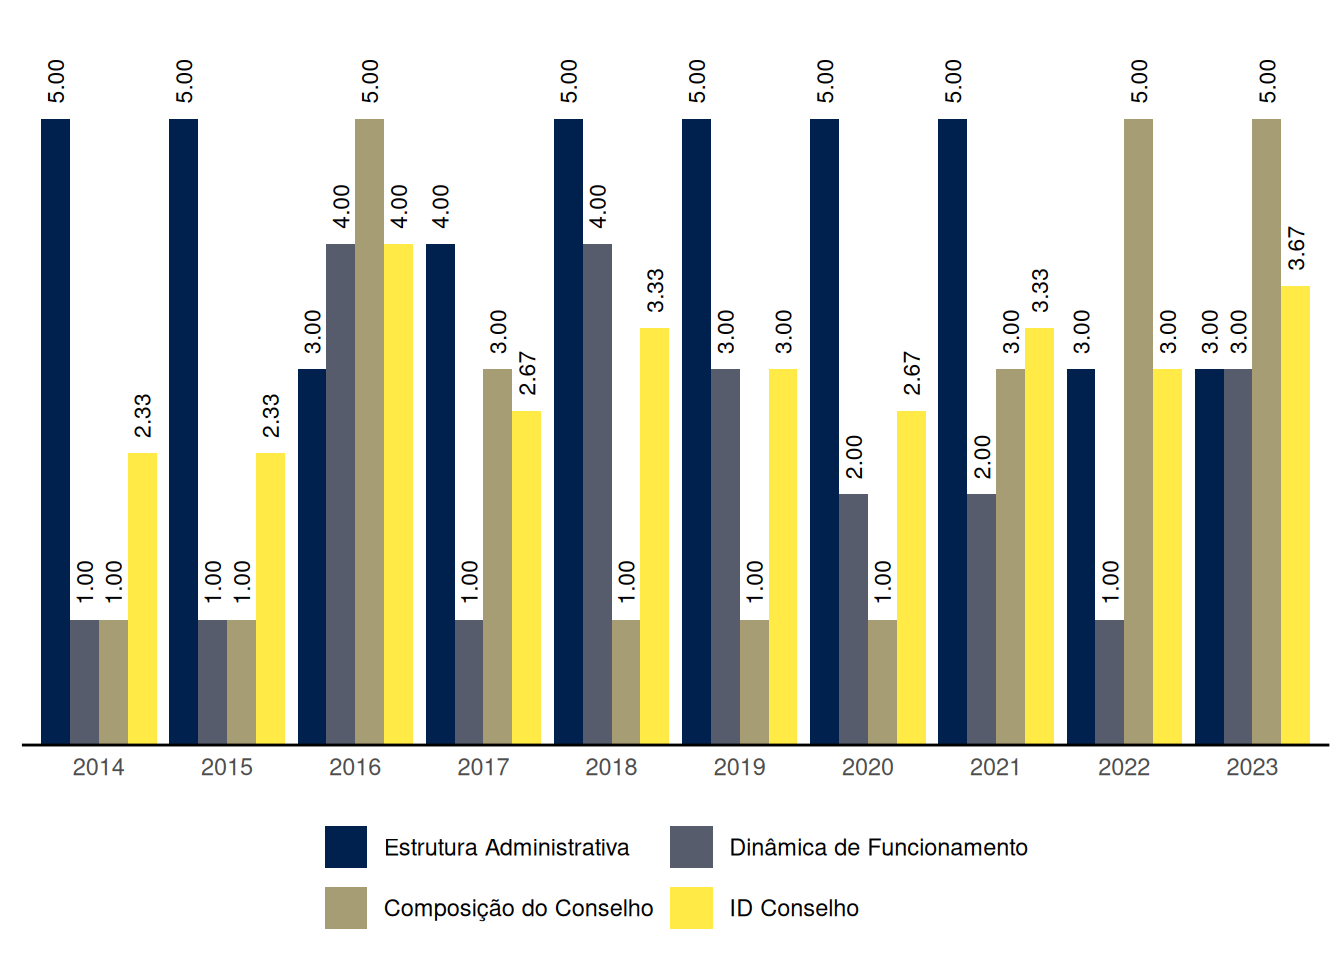 5.00 1.00 1.00 2.33
5.00 1.00 1.00 2.33
3.00 4.00 5.00 4.00
4.00 1.00 3.00 2.67
5.00 4.00 1.00 3.33
5.00 3.00 1.00 3.00
5.00 2.00 1.00 2.67
5.00 2.00 3.00 3.33
3.00 1.00 5.00 3.00
3.00 3.00 5.00 3.67
2014 2015 2016 2017 2018 2019 2020 2021 2022 2023
Estrutura Administrativa Dinâmica de Funcionamento
Composição do Conselho ID Conselho